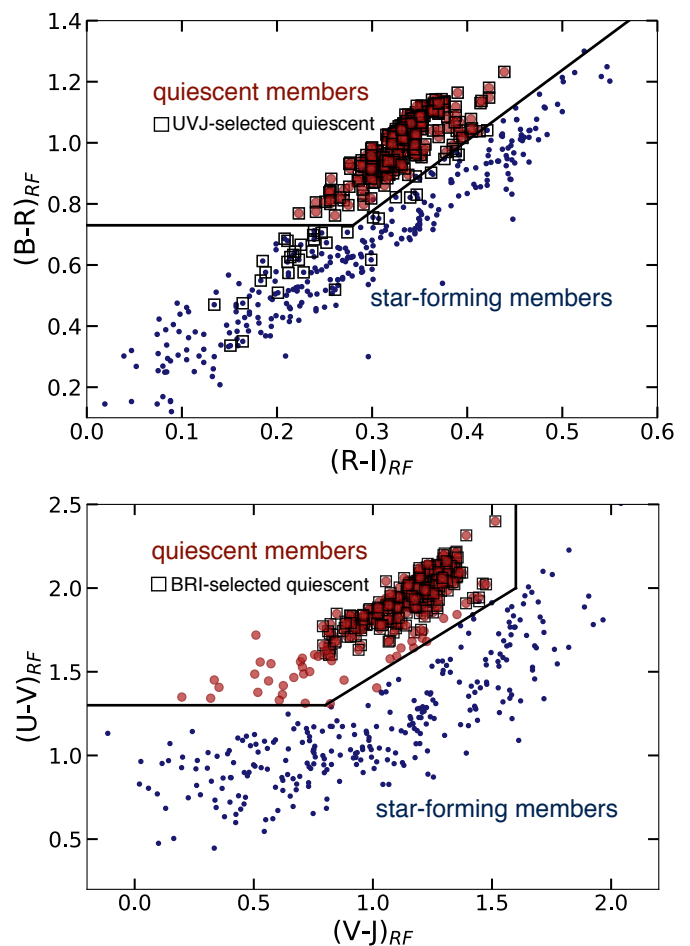 1.4
1.2
1.0
0.8
0.6
0.4
0.2
(B-R)RF
quiescent members
UVJ-selected quiescent
star-forming members
0.0 0.1 0.2 0.3 0.4 0.5 0.6
(R-I)RF
2.5
2.0
1.5
1.0
0.5
(U-V)RF
quiescent members
BRI-selected quiescent
star-forming members
0.0 0.5 1.0 1.5 2.0
(V-J)RF